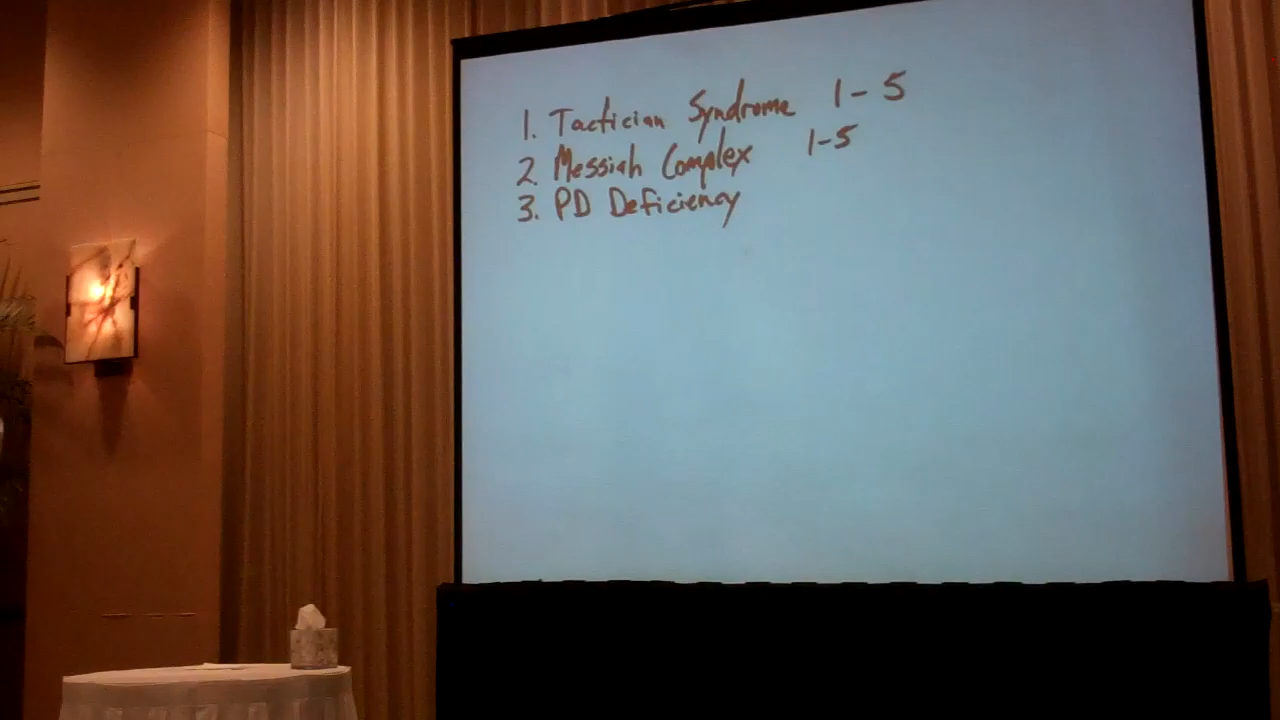 1. Tactician Syndrome 1-5
2. Messiah Complex 1-5
3. PD Deficiency